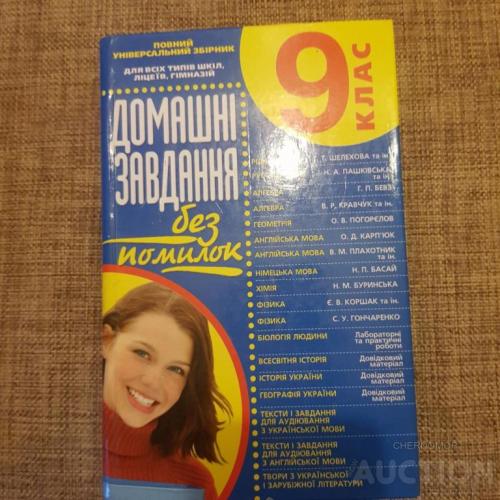 ПОВНИЙ
УНІВЕРСАЛЬНИЙ ЗБІРНИК
ДЛЯ ВСІХ ТИПІВ ШКІЛ,
ЛІЦЕЇВ, ГІМНАЗІЙ
9 КЛАС
ДОМАШНІ
ЗАВДАННЯ
без
помилок
Г. ШЕЛЕХОВА та ін.
Н. А. ПАШКІВСЬКА
та ін.
АЛГЕБРА Г. П. БЕВЗ
АЛГЕБРА В. Р. КРАВЧУК та ін.
ГЕОМЕТРІЯ О. В. ПОГОРЄЛОВ
АНГЛІЙСЬКА МОВА О. Д. КАРП'ЮК
АНГЛІЙСЬКА МОВА В. М. ПЛАХОТНИК
та ін.
НІМЕЦЬКА МОВА Н. П. БАСАЙ
ХІМІЯ Н. М. БУРИНСЬКА
ФІЗИКА Є. В. КОРШАК та ін.
ФІЗИКА С. У. ГОНЧАРЕНКО
БІОЛОГІЯ ЛЮДИНИ Лабораторні
та практичні
роботи
ВСЕСВІТНЯ ІСТОРІЯ Довідковий
матеріал
ІСТОРІЯ УКРАЇНИ Довідковий
матеріал
ГЕОГРАФІЯ УКРАЇНИ Довідковий
матеріал
ТЕКСТИ І ЗАВДАННЯ
ДЛЯ АУДІЮВАННЯ
З УКРАЇНСЬКОЇ МОВИ
ТЕКСТИ І ЗАВДАННЯ
ДЛЯ АУДІЮВАННЯ
З АНГЛІЙСЬКОЇ МОВИ
ТВОРИ З УКРАЇНСЬКОЇ
І ЗАРУБІЖНОЇ ЛІТЕРАТУРИ
AUCTION